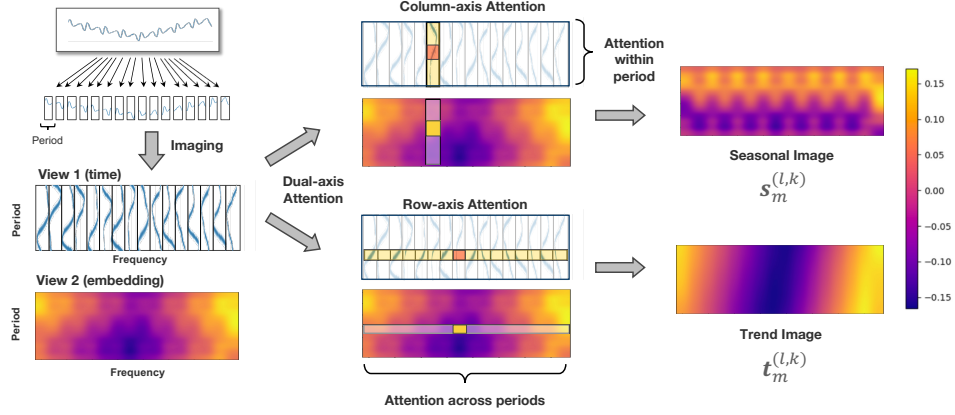 Column-axis Attention
Attention
within
period
Period
Imaging
View 1 (time)
Period
Frequency
Dual-axis
Attention
Seasonal Image
s_m^{(l,k)}
0.15
0.10
0.05
0.00
−0.05
−0.10
−0.15
Row-axis Attention
View 2 (embedding)
Period
Frequency
Trend Image
t_m^{(l,k)}
Attention across periods